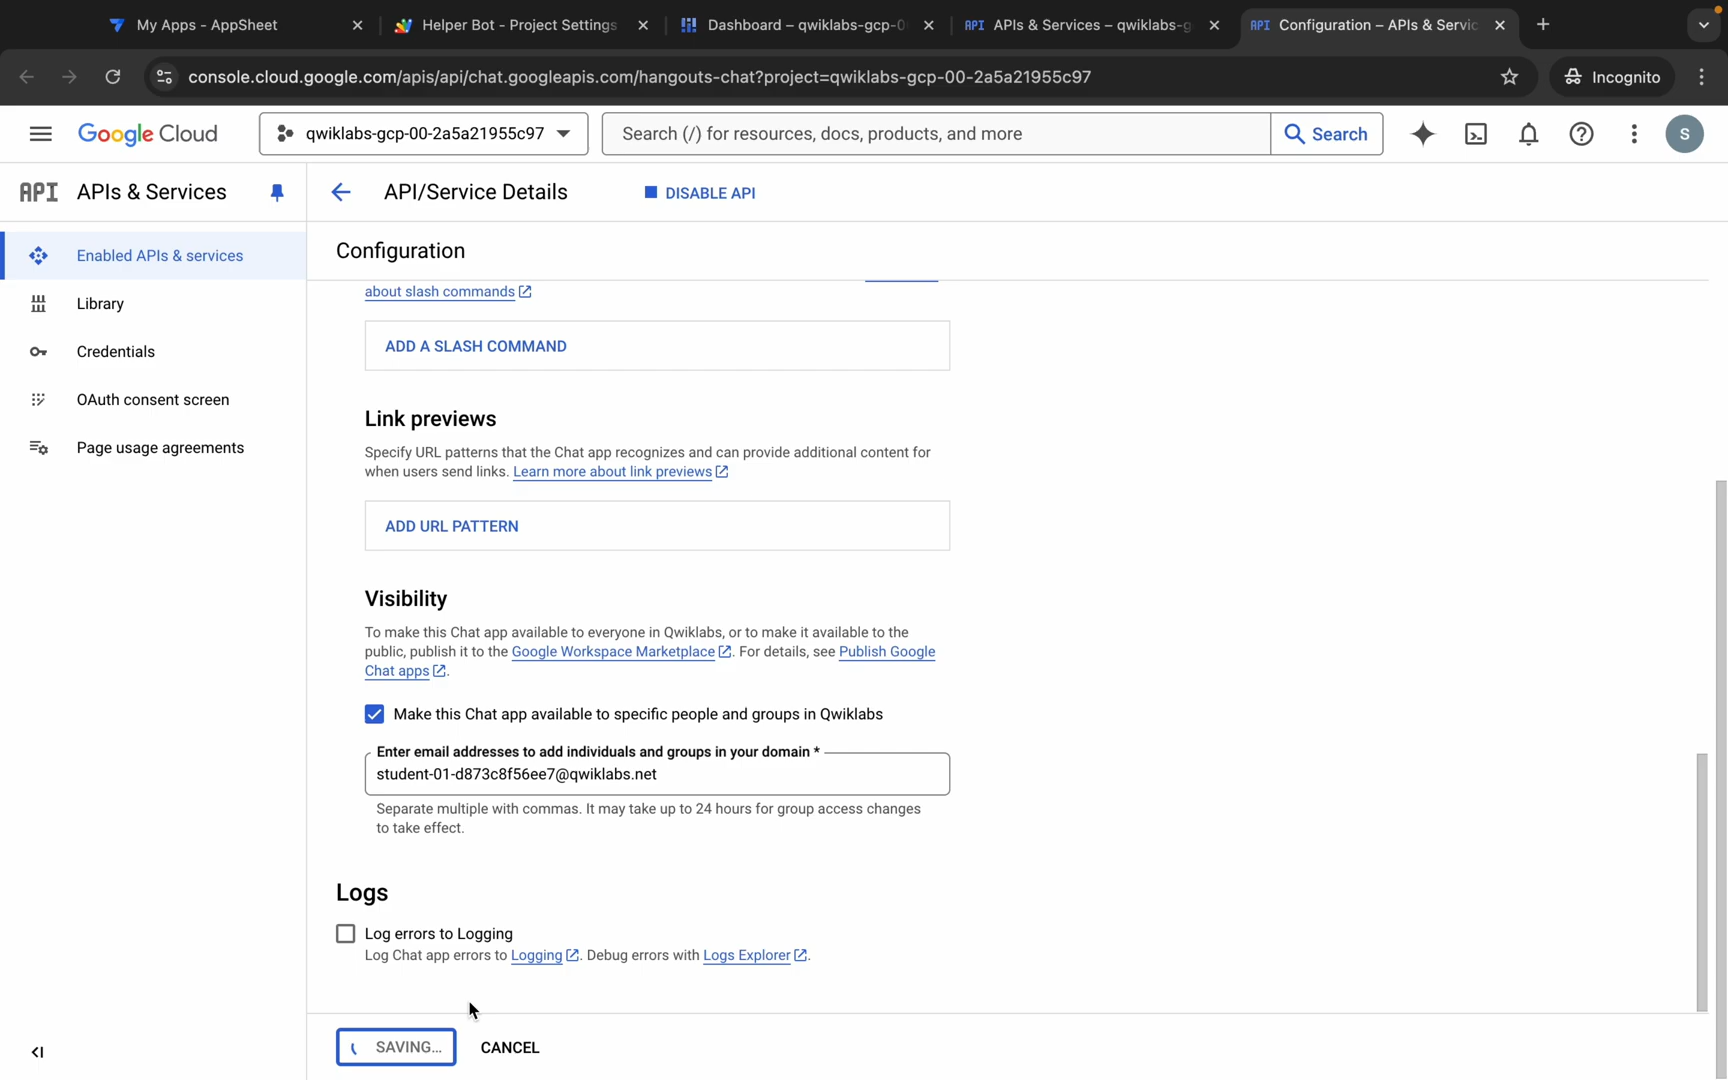 My Apps - AppSheet
Helper Bot - Project Settings
Dashboard – qwiklabs-gcp-0
API APIs & Services – qwiklabs-g
API Configuration – APIs & Servic
console.cloud.google.com/apis/api/chat.googleapis.com/hangouts-chat?project=qwiklabs-gcp-00-2a5a21955c97
Incognito
Google Cloud
qwiklabs-gcp-00-2a5a21955c97
Search (/) for resources, docs, products, and more
Search
S
API APIs & Services
API/Service Details
DISABLE API
Enabled APIs & services
Library
Credentials
OAuth consent screen
Page usage agreements
Configuration
about slash commands
ADD A SLASH COMMAND
Link previews
Specify URL patterns that the Chat app recognizes and can provide additional content for
when users send links. Learn more about link previews
ADD URL PATTERN
Visibility
To make this Chat app available to everyone in Qwiklabs, or to make it available to the
public, publish it to the Google Workspace Marketplace. For details, see Publish Google
Chat apps.
Make this Chat app available to specific people and groups in Qwiklabs
Enter email addresses to add individuals and groups in your domain *
student-01-d873c8f56ee7@qwiklabs.net
Separate multiple with commas. It may take up to 24 hours for group access changes
to take effect.
Logs
Log errors to Logging
Log Chat app errors to Logging. Debug errors with Logs Explorer.
SAVING...
CANCEL